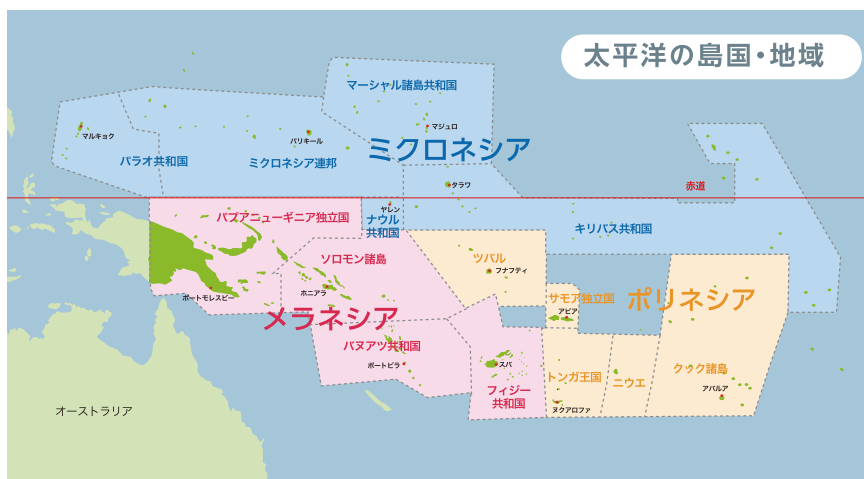 太平洋の島国・地域
マーシャル諸島共和国
マジュロ
マルキョク
パリキール
ミクロネシア
パラオ共和国
ミクロネシア連邦
タラワ
赤道
ヤレン
パプアニューギニア独立国
ナウル
共和国
キリバス共和国
ソロモン諸島
ツバル
フナフティ
ホニアラ
ポートモレスビー
サモア独立国
ポリネシア
アピア
メラネシア
バヌアツ共和国
ポートビラ
スバ
クック諸島
トンガ王国
ニウエ
フィジー
共和国
アバルア
ヌクアロファ
オーストラリア